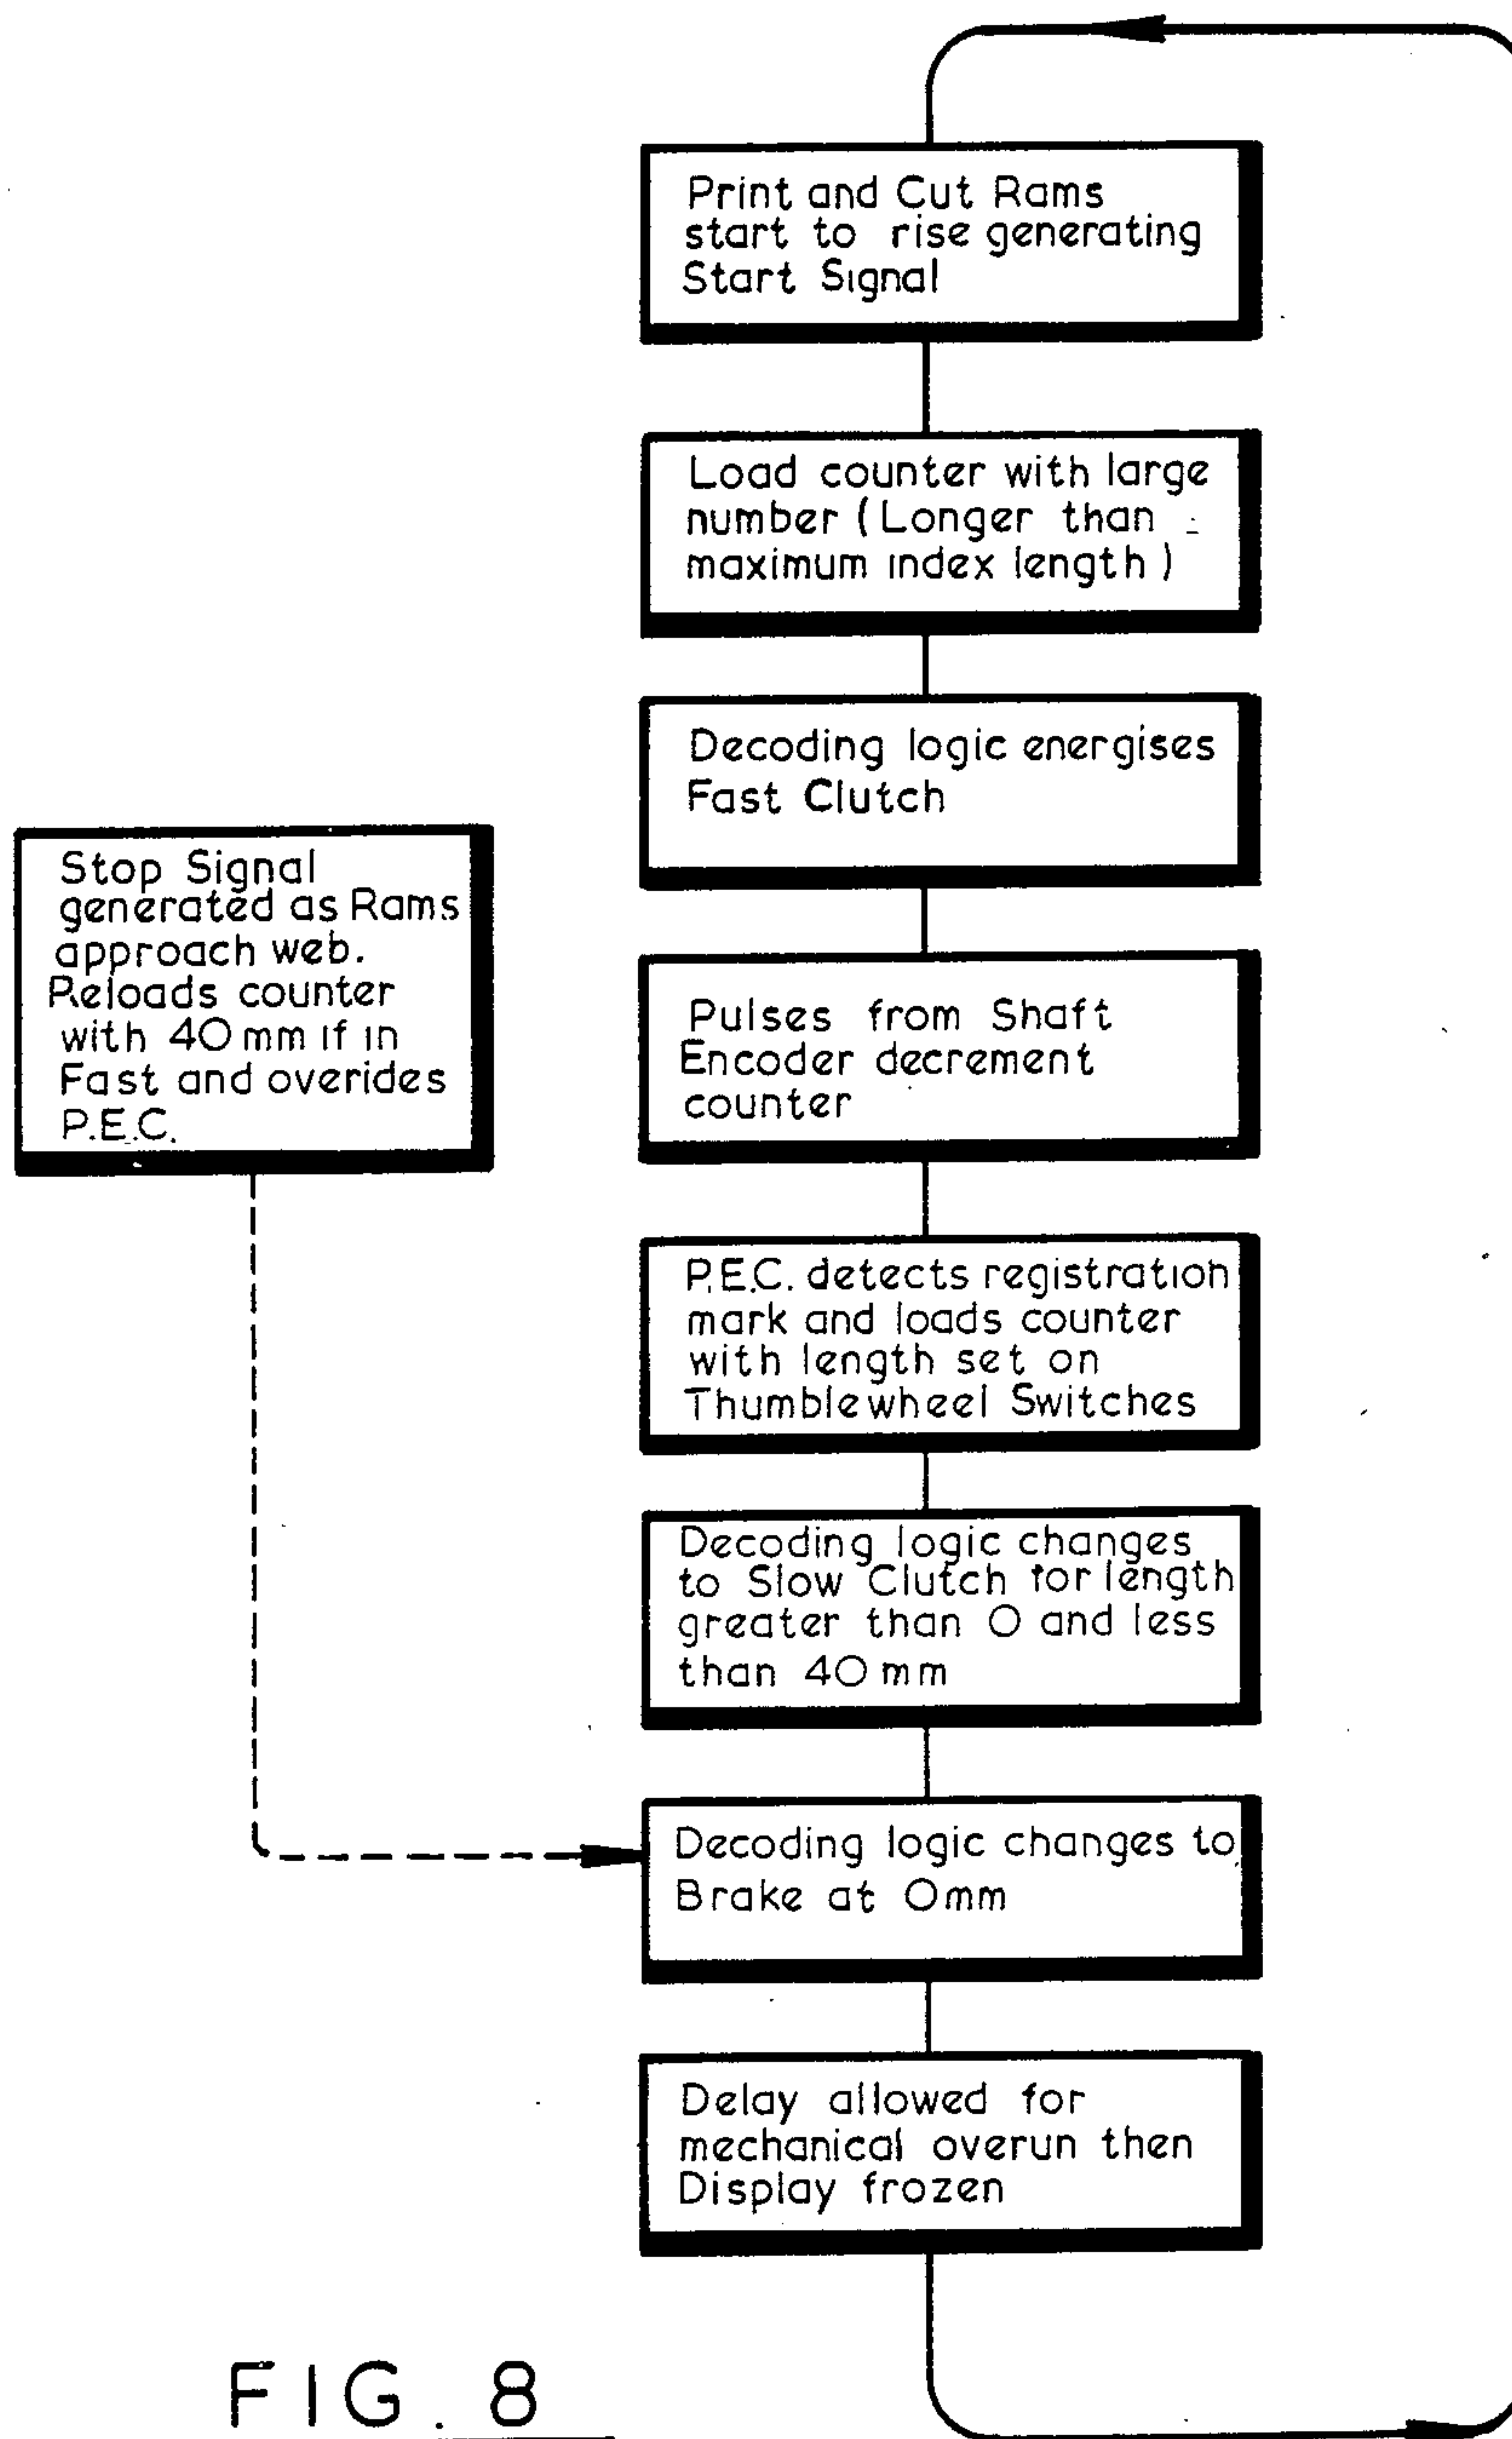 Print and Cut Rams
start to rise generating
Start Signal
Load counter with large
number (Longer than
maximum index length)
Decoding logic energises
Fast Clutch
Stop Signal
generated as Rams
approach web.
Reloads counter
with 40mm if in
Fast and overides
P.E.C.
Pulses from Shaft
Encoder decrement
counter
P.E.C. detects registration
mark and loads counter
with length set on
Thumblewheel Switches
Decoding logic changes
to Slow Clutch for length
greater than 0 and less
than 40mm
Decoding logic changes to
Brake at 0mm
Delay allowed for
mechanical overun then
Display frozen
FIG. 8